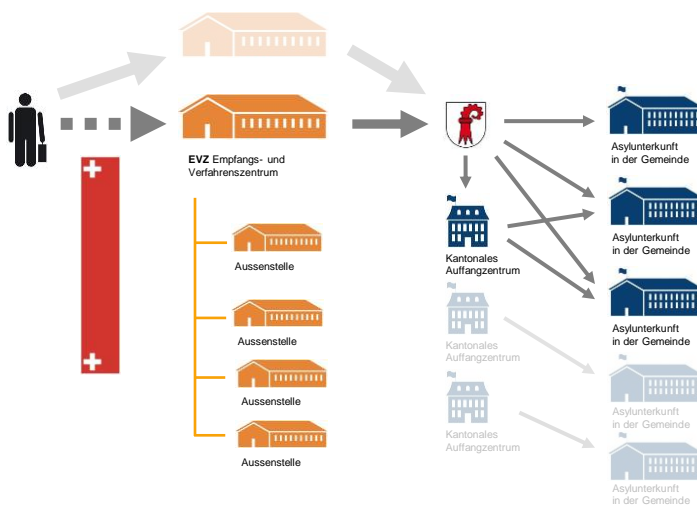 EVZ Empfangs- und
Verfahrenszentrum
Aussenstelle
Aussenstelle
Aussenstelle
Aussenstelle
Kantonales
Auffangzentrum
Kantonales
Auffangzentrum
Kantonales
Auffangzentrum
Asylunterkunft
in der Gemeinde
Asylunterkunft
in der Gemeinde
Asylunterkunft
in der Gemeinde
Asylunterkunft
in der Gemeinde
Asylunterkunft
in der Gemeinde